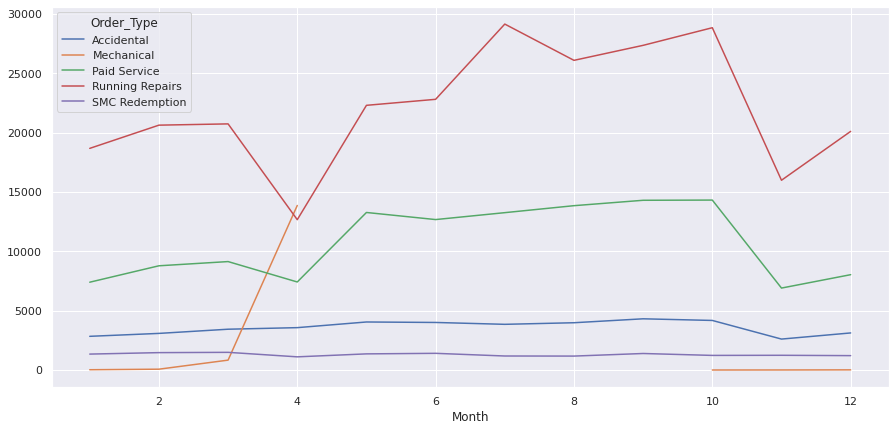 30000
25000
20000
15000
10000
5000
0
Order_Type
Accidental
Mechanical
Paid Service
Running Repairs
SMC Redemption
2 4 6 8 10 12
Month